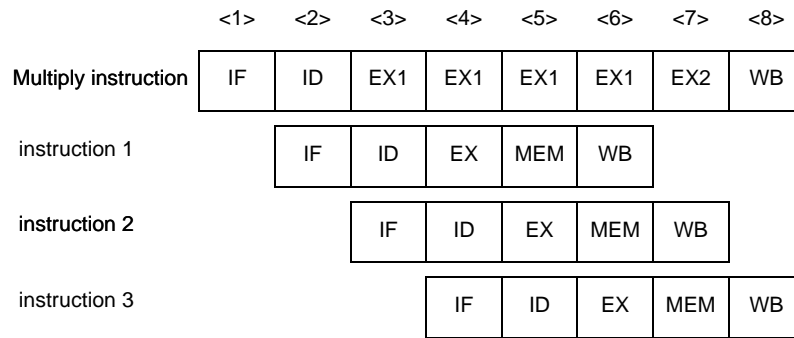 <1> <2> <3> <4> <5> <6> <7> <8>
Multiply instruction IF ID EX1 EX1 EX1 EX1 EX2 WB
instruction 1 IF ID EX MEM WB
instruction 2 IF ID EX MEM WB
instruction 3 IF ID EX MEM WB